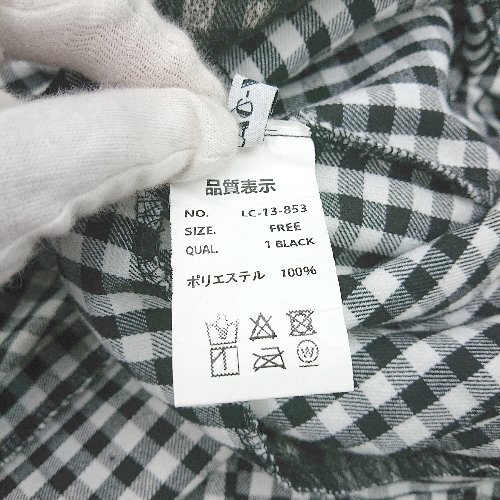 品質表示
NO. LC-13-853
SIZE. FREE
QUAL. 1 BLACK
ポリエステル 100%
W